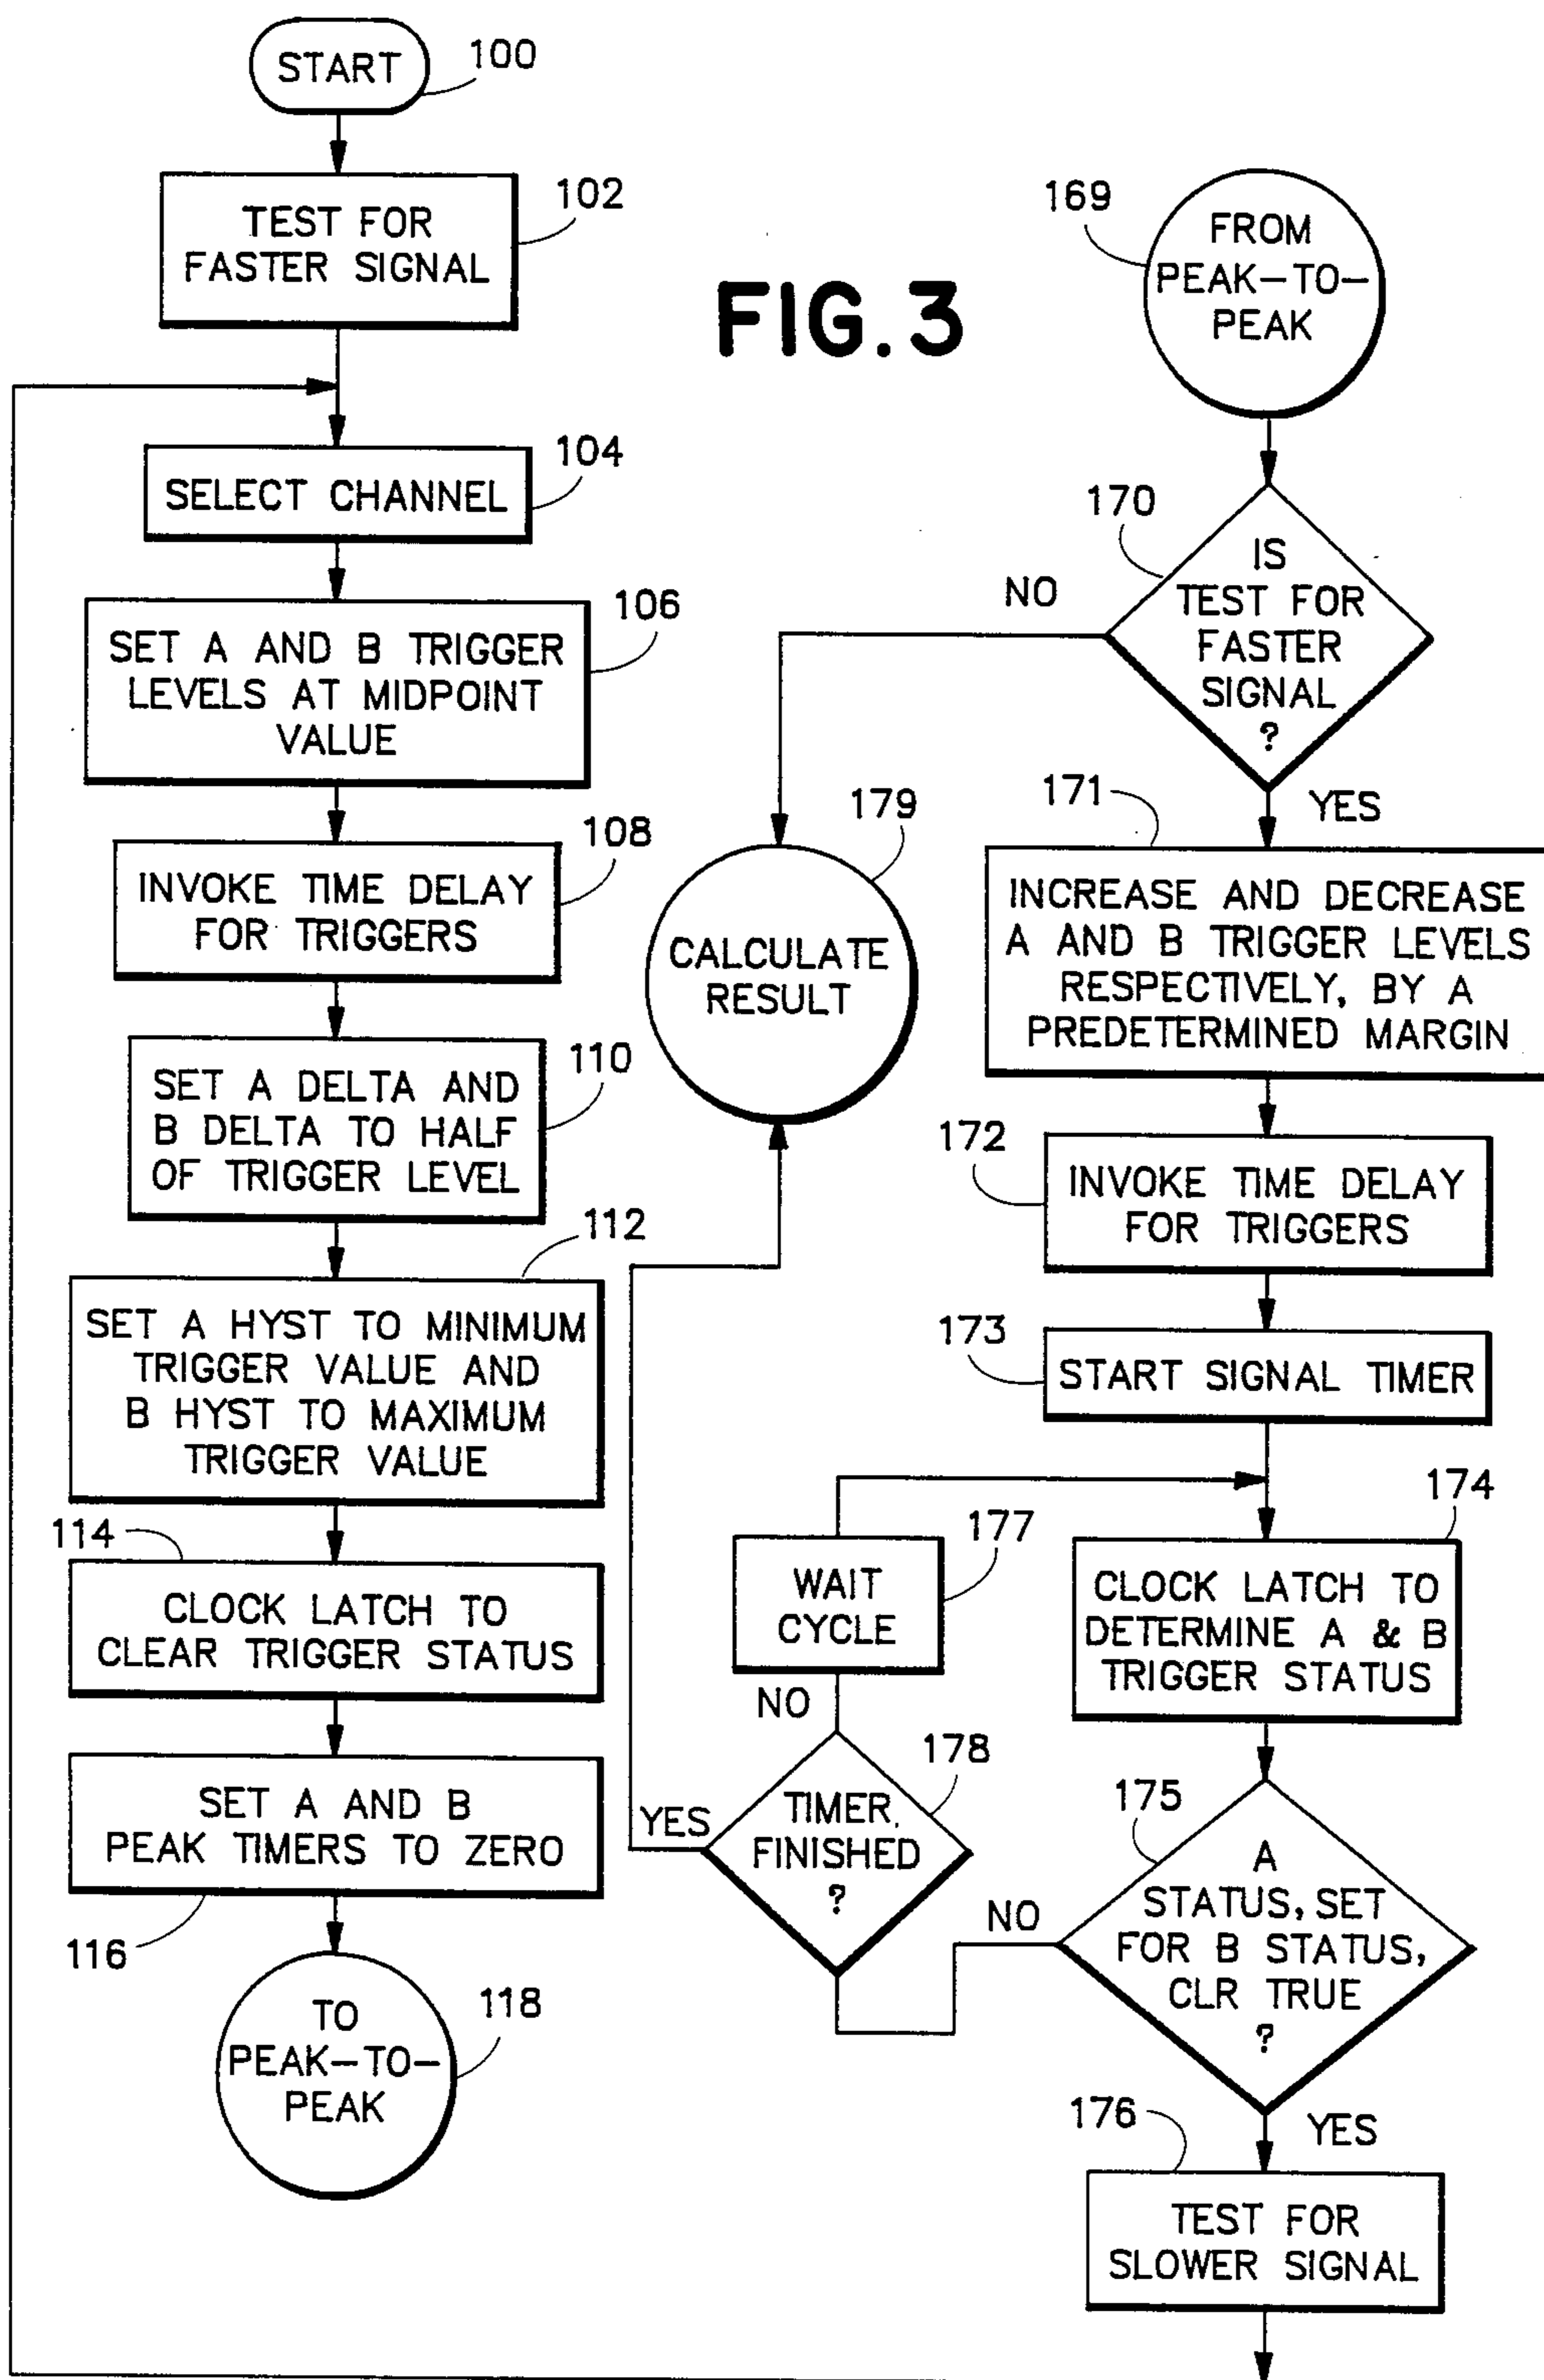 START
100
TEST FOR
FASTER SIGNAL
102
SELECT CHANNEL
104
SET A AND B TRIGGER
LEVELS AT MIDPOINT
VALUE
106
INVOKE TIME DELAY
FOR TRIGGERS
108
SET A DELTA AND
B DELTA TO HALF
OF TRIGGER LEVEL
110
SET A HYST TO MINIMUM
TRIGGER VALUE AND
B HYST TO MAXIMUM
TRIGGER VALUE
112
CLOCK LATCH TO
CLEAR TRIGGER STATUS
114
SET A AND B
PEAK TIMERS TO ZERO
116
TO
PEAK-TO-
PEAK
118
FIG. 3
169
FROM
PEAK-TO-
PEAK
170
IS
TEST FOR
FASTER
SIGNAL
?
NO
YES
179
CALCULATE
RESULT
171
INCREASE AND DECREASE
A AND B TRIGGER LEVELS
RESPECTIVELY, BY A
PREDETERMINED MARGIN
172
INVOKE TIME DELAY
FOR TRIGGERS
173
START SIGNAL TIMER
174
CLOCK LATCH TO
DETERMINE A & B
TRIGGER STATUS
177
WAIT
CYCLE
NO
178
TIMER
FINISHED
?
YES
175
A
STATUS, SET
FOR B STATUS,
CLR TRUE
?
NO
YES
176
TEST FOR
SLOWER SIGNAL